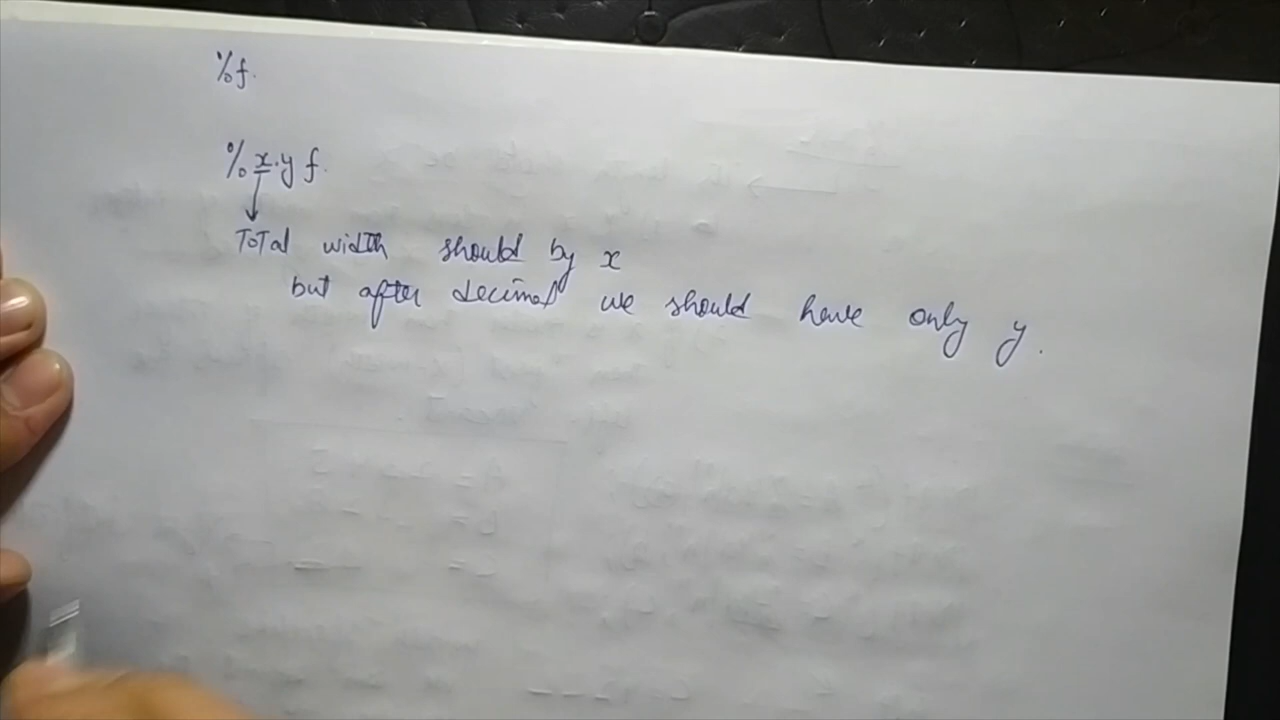 %f.
%x.y f.
Total width should by x
but after decimal we should have only y.